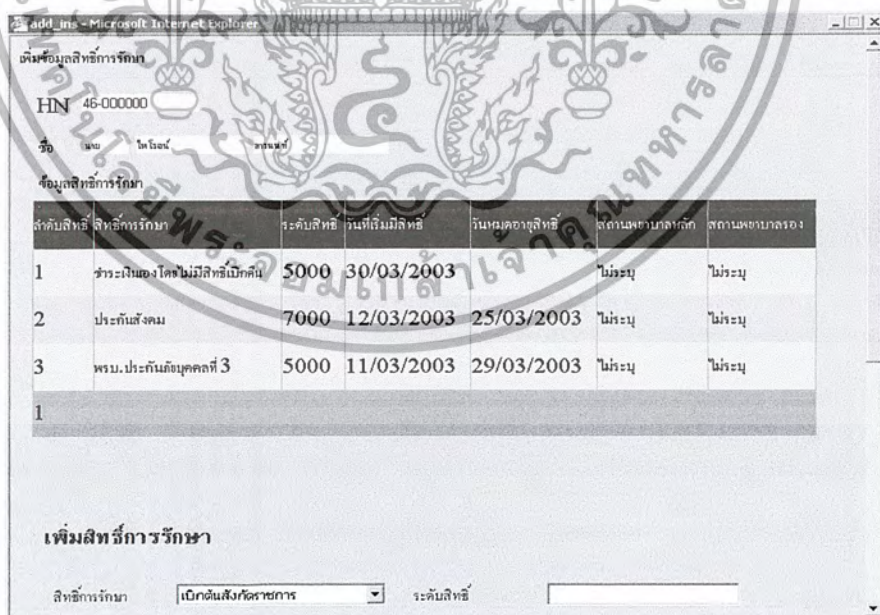 add_ins - Microsoft Internet Explorer
เพิ่มข้อมูลสิทธิ์การรักษา
HN 46-000000
ชื่อ นาย ไพโรจน์
ข้อมูลสิทธิ์การรักษา
ลำดับสิทธิ์ สิทธิ์การรักษา ระดับสิทธิ์ วันที่เริ่มมีสิทธิ์ วันหมดอายุสิทธิ์ สถานพยาบาลหลัก สถานพยาบาลรอง
1 ชำระเงินเองโดยไม่มีสิทธิ์เบิกคืน 5000 30/03/2003 ไม่ระบุ ไม่ระบุ
2 ประกันสังคม 7000 12/03/2003 25/03/2003 ไม่ระบุ ไม่ระบุ
3 พรบ.ประกันภัยบุคคลที่ 3 5000 11/03/2003 29/03/2003 ไม่ระบุ ไม่ระบุ
1
เพิ่มสิทธิ์การรักษา
สิทธิ์การรักษา เบิกต้นสังกัดราชการ ระดับสิทธิ์